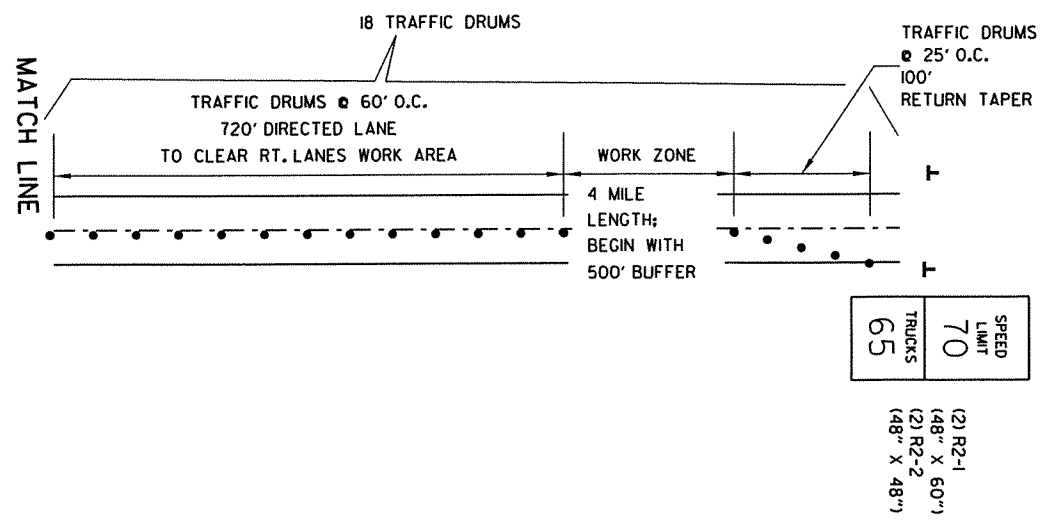 18 TRAFFIC DRUMS
TRAFFIC DRUMS
@ 25' O.C.
100'
RETURN TAPER
MATCH LINE
TRAFFIC DRUMS @ 60' O.C.
720' DIRECTED LANE
TO CLEAR RT. LANES WORK AREA
WORK ZONE
4 MILE
LENGTH;
BEGIN WITH
500' BUFFER
SPEED
LIMIT
70
TRUCKS
65
(2) R2-1
(48" X 60")
(2) R2-2
(48" X 48")